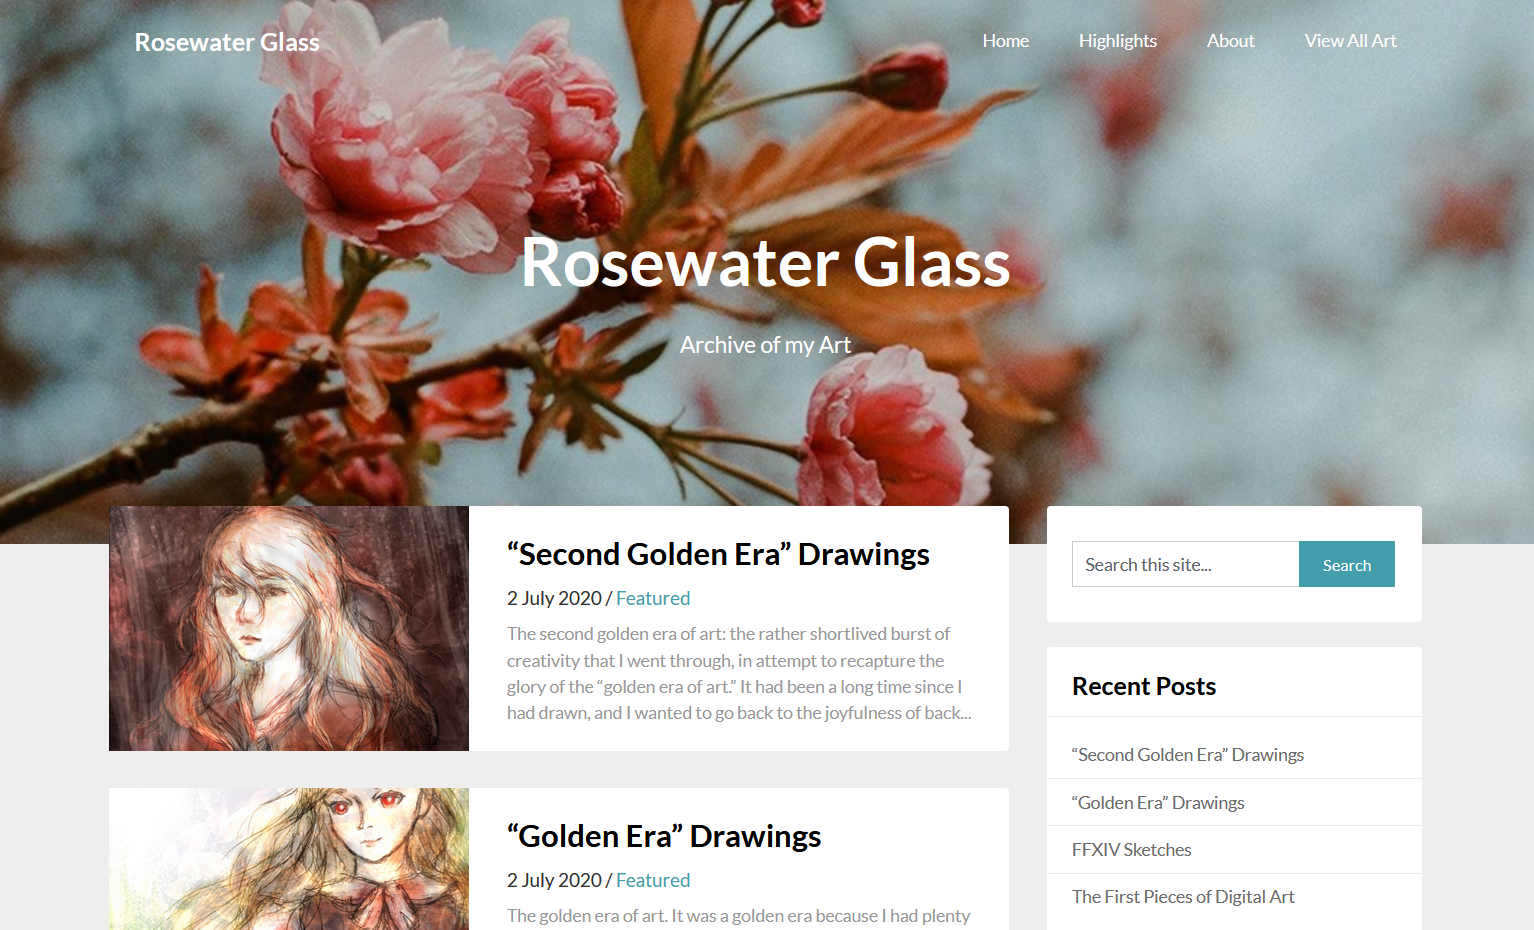 Rosewater Glass
Home
Highlights
About
View All Art
Rosewater Glass
Archive of my Art
“Second Golden Era” Drawings
2 July 2020 / Featured
The second golden era of art: the rather shortlived burst of
creativity that I went through, in attempt to recapture the
glory of the “golden era of art.” It had been a long time since I
had drawn, and I wanted to go back to the joyfulness of back...
“Golden Era” Drawings
2 July 2020 / Featured
The golden era of art. It was a golden era because I had plenty
Search this site...
Search
Recent Posts
“Second Golden Era” Drawings
“Golden Era” Drawings
FFXIV Sketches
The First Pieces of Digital Art